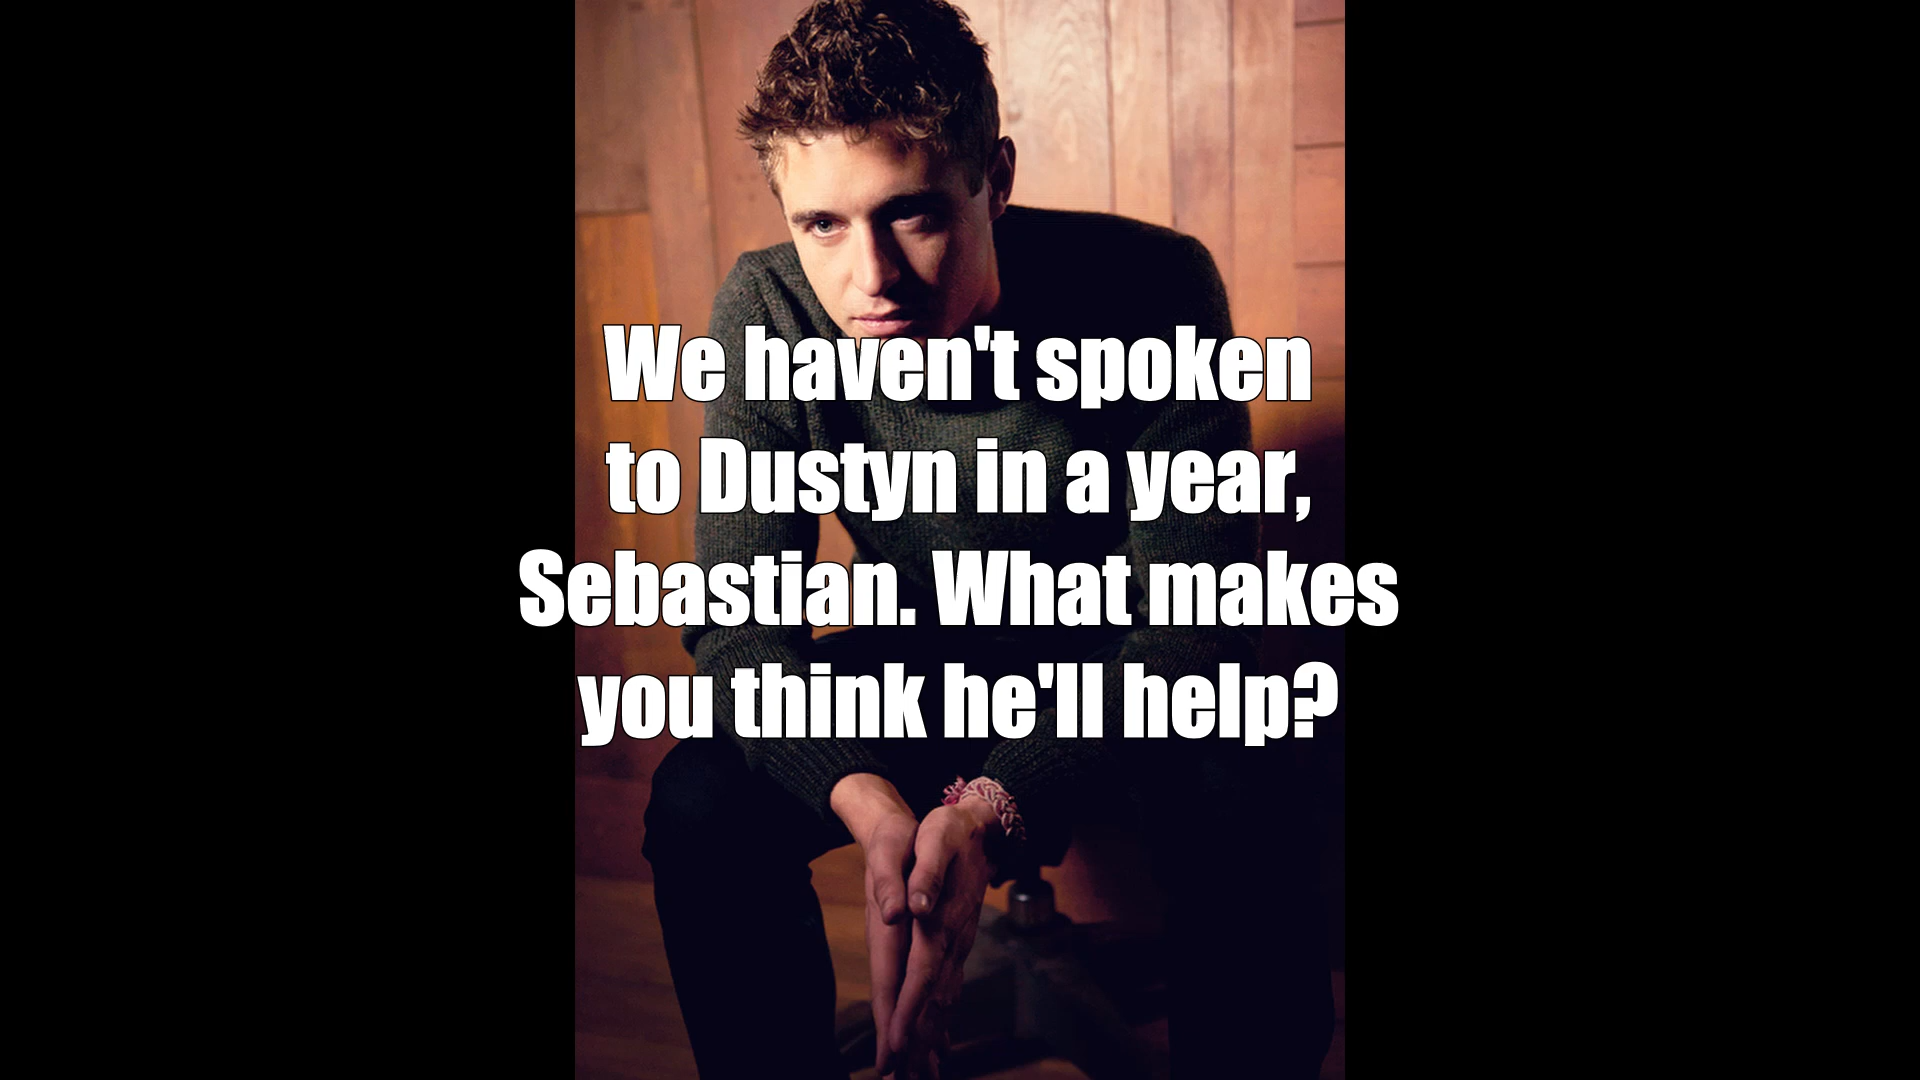 We haven't spoken
to Dustyn in a year,
Sebastian. What makes
you think he'll help?